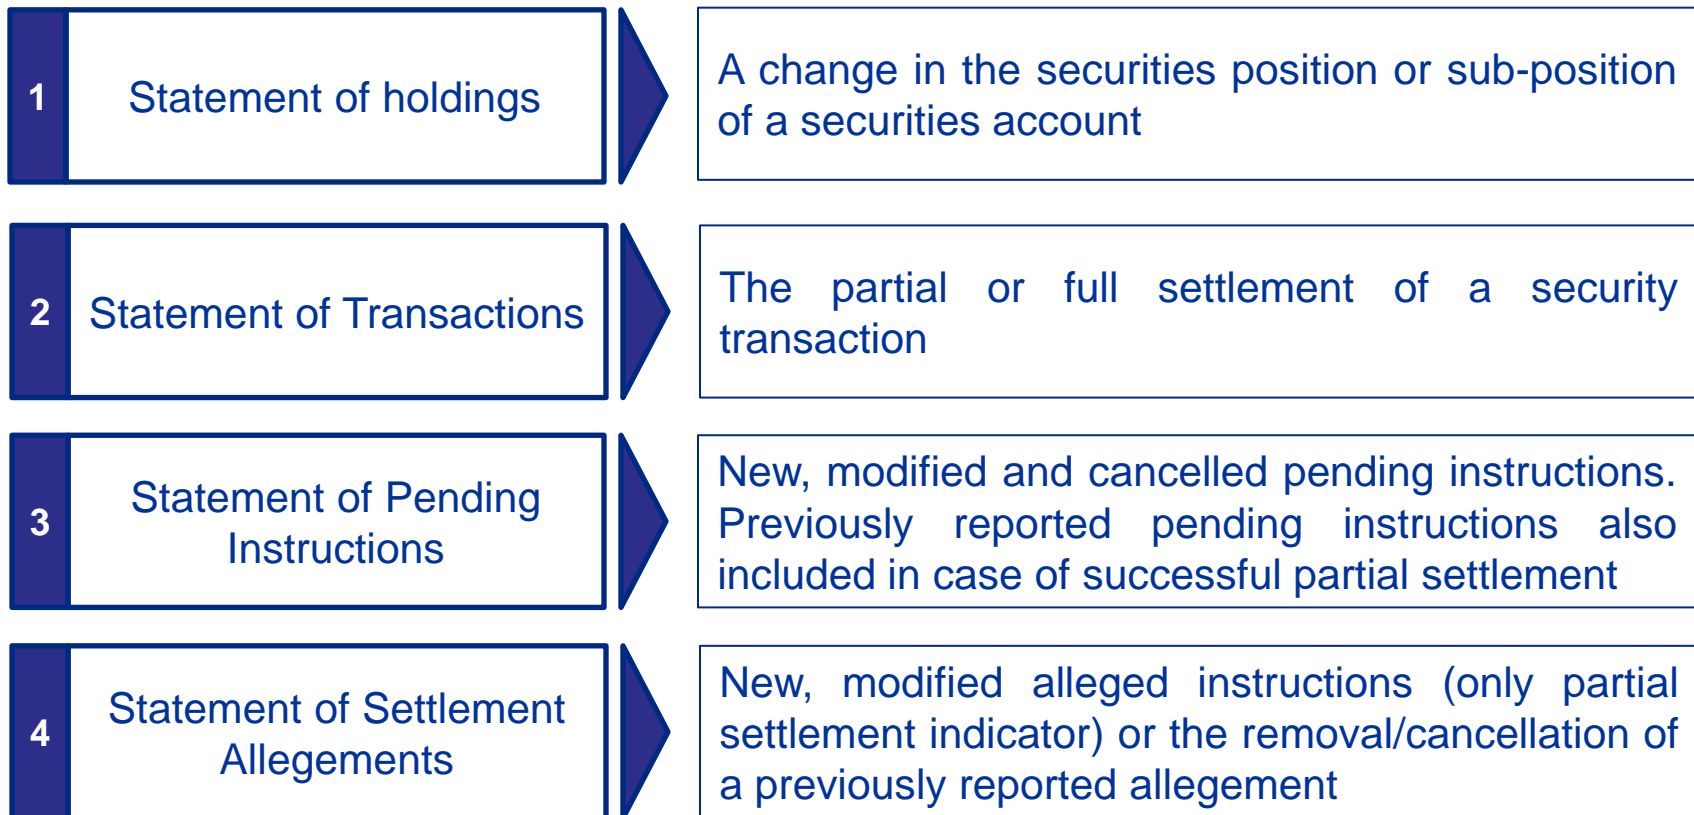 1
Statement of holdings
A change in the securities position or sub-position
of a securities account
2
Statement of Transactions
The partial or full settlement of a security
transaction
3
Statement of Pending
Instructions
New, modified and cancelled pending instructions.
Previously reported pending instructions also
included in case of successful partial settlement
4
Statement of Settlement
Allegements
New, modified alleged instructions (only partial
settlement indicator) or the removal/cancellation of
a previously reported allegement